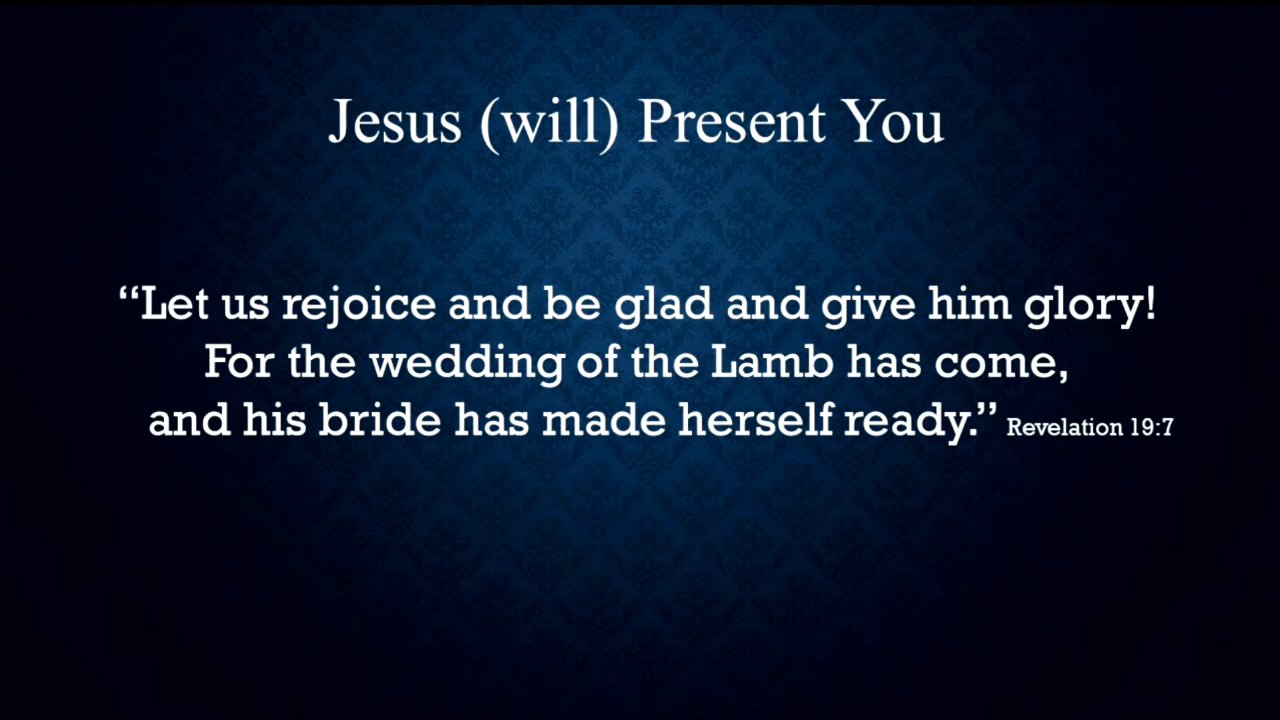 Jesus (will) Present You
“Let us rejoice and be glad and give him glory!
For the wedding of the Lamb has come,
and his bride has made herself ready.” Revelation 19:7